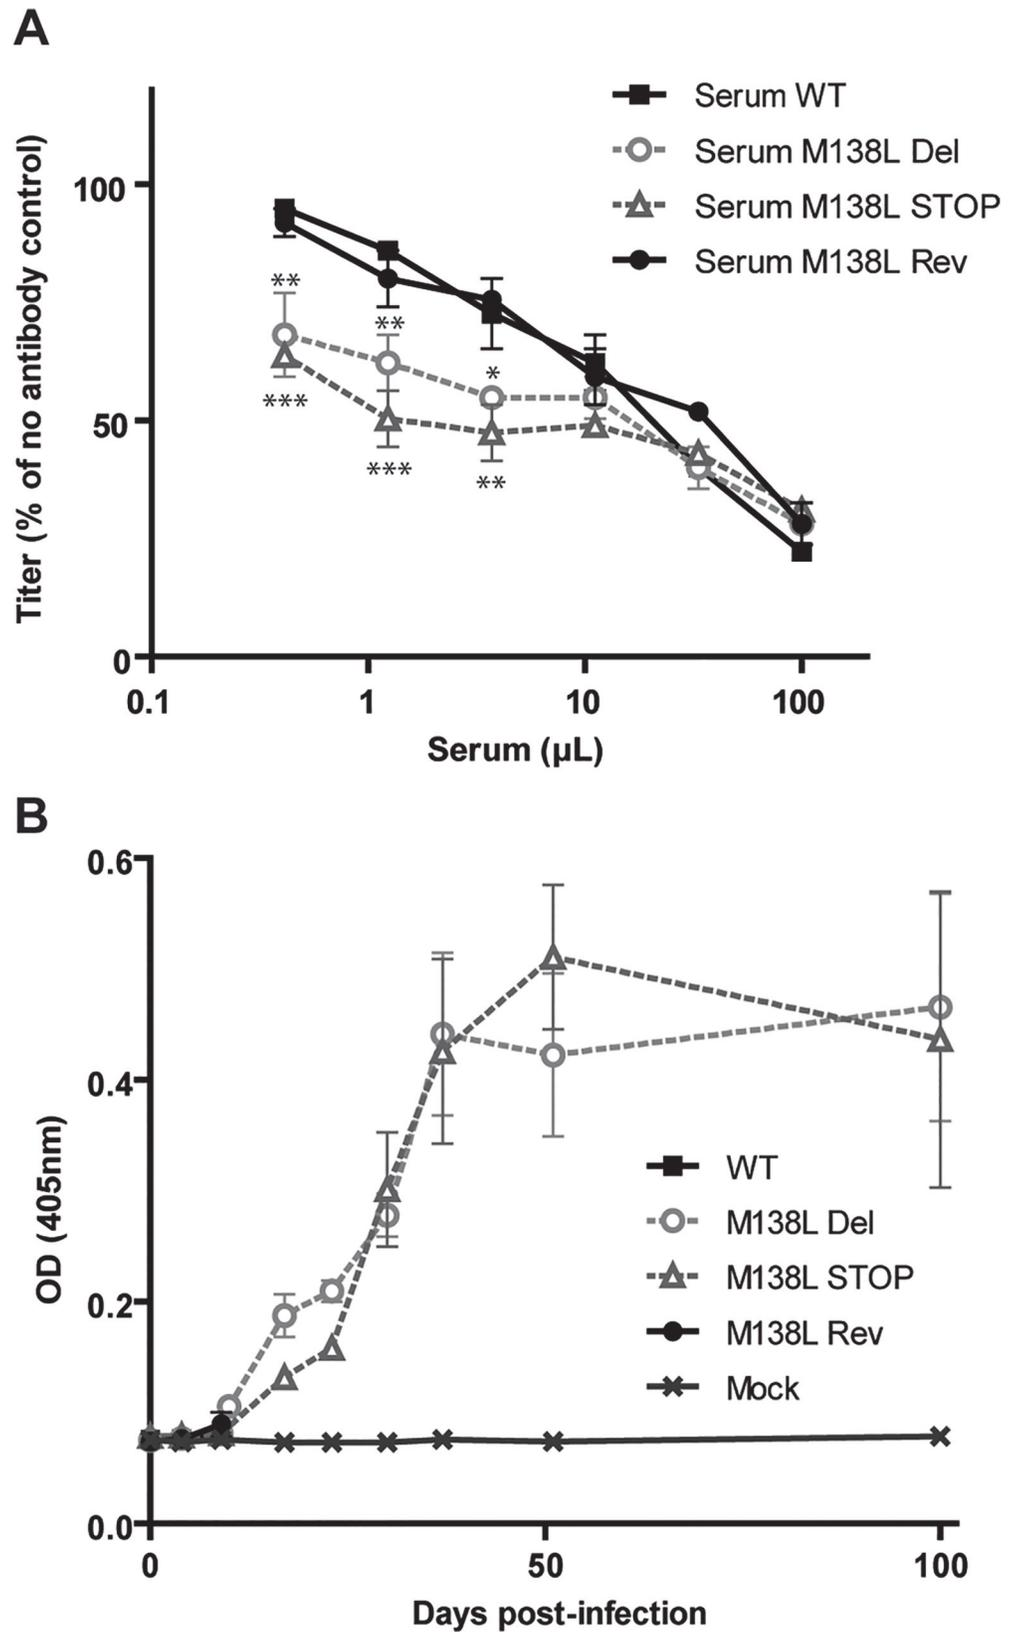 A
Titer (% of no antibody control)
100
50
0
Serum WT
Serum M138L Del
Serum M138L STOP
Serum M138L Rev
**
**
*
***
***
**
0.1 1 10 100
Serum (µL)
B
OD (405nm)
0.6
0.4
0.2
0.0
WT
M138L Del
M138L STOP
M138L Rev
Mock
0 50 100
Days post-infection